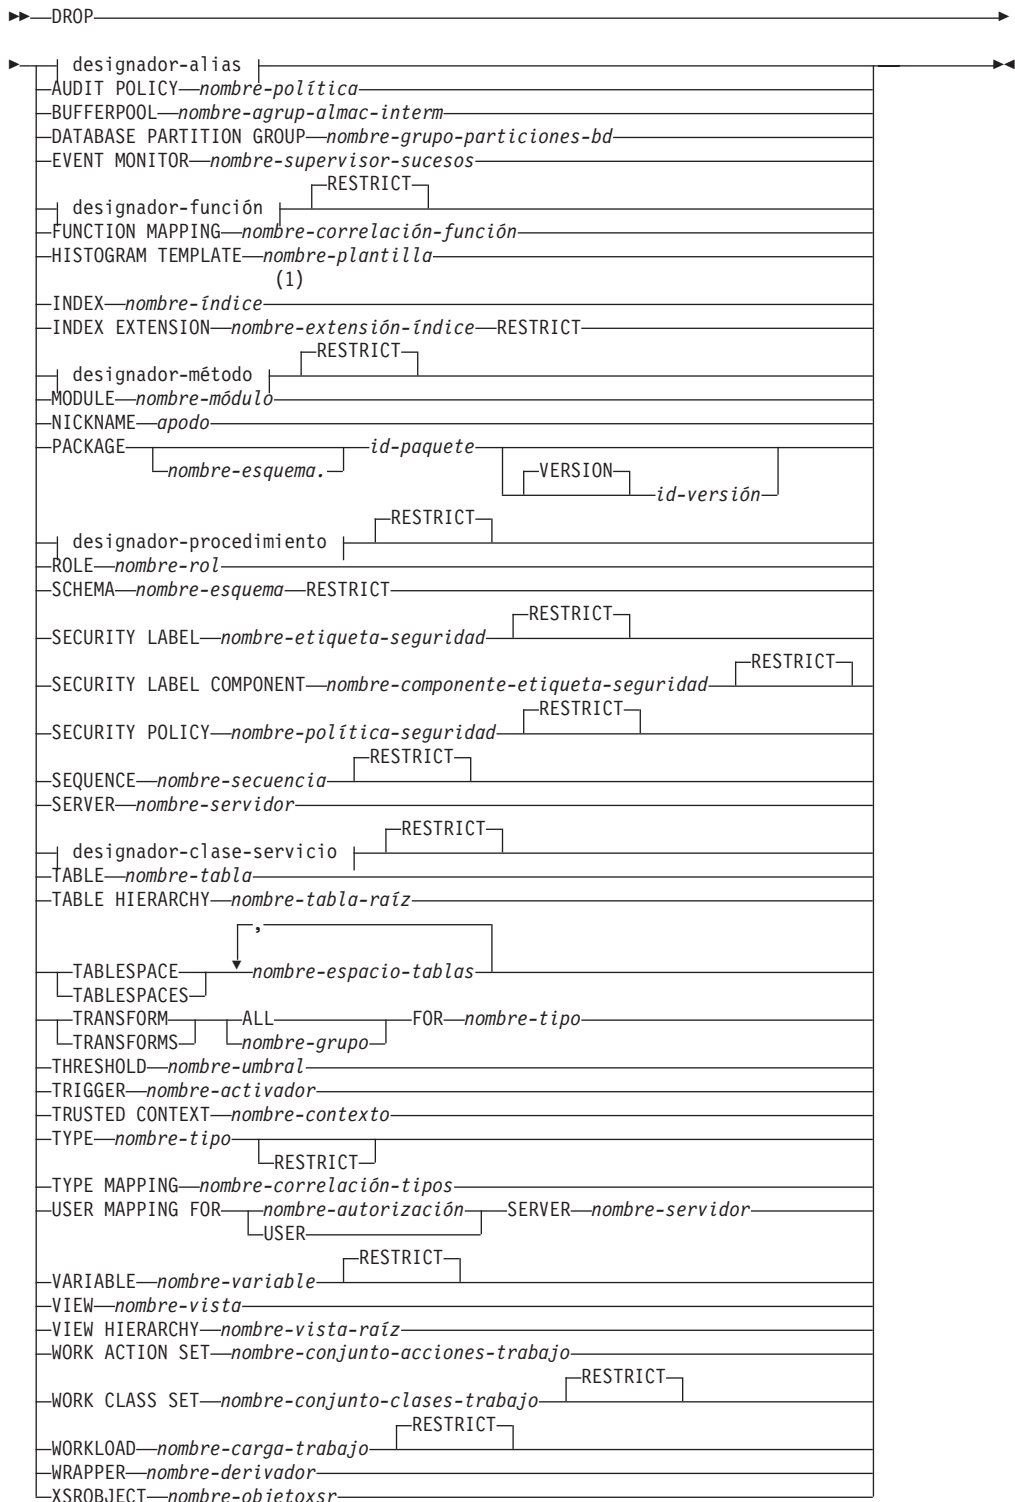 DROP
designador-alias
AUDIT POLICY nombre-política
BUFFERPOOL nombre-agrup-almac-interm
DATABASE PARTITION GROUP nombre-grupo-particiones-bd
EVENT MONITOR nombre-supervisor-sucesos
RESTRICT
designador-función
FUNCTION MAPPING nombre-correlación-función
HISTOGRAM TEMPLATE nombre-plantilla
(1)
INDEX nombre-índice
INDEX EXTENSION nombre-extensión-índice RESTRICT
RESTRICT
designador-método
MODULE nombre-módulo
NICKNAME apodo
PACKAGE id-paquete
nombre-esquema. VERSION
id-versión
RESTRICT
designador-procedimiento
ROLE nombre-rol
SCHEMA nombre-esquema RESTRICT
RESTRICT
SECURITY LABEL nombre-etiqueta-seguridad
RESTRICT
SECURITY LABEL COMPONENT nombre-componente-etiqueta-seguridad
RESTRICT
SECURITY POLICY nombre-política-seguridad
RESTRICT
SEQUENCE nombre-secuencia
SERVER nombre-servidor
RESTRICT
designador-clase-servicio
TABLE nombre-tabla
TABLE HIERARCHY nombre-tabla-raíz
,
TABLESPACE nombre-espacio-tablas
TABLESPACES
TRANSFORM ALL FOR nombre-tipo
TRANSFORMS nombre-grupo
THRESHOLD nombre-umbral
TRIGGER nombre-activador
TRUSTED CONTEXT nombre-contexto
TYPE nombre-tipo
RESTRICT
TYPE MAPPING nombre-correlación-tipos
USER MAPPING FOR nombre-autorización SERVER nombre-servidor
USER
RESTRICT
VARIABLE nombre-variable
VIEW nombre-vista
VIEW HIERARCHY nombre-vista-raíz
WORK ACTION SET nombre-conjunto-acciones-trabajo
RESTRICT
WORK CLASS SET nombre-conjunto-clases-trabajo
RESTRICT
WORKLOAD nombre-carga-trabajo
WRAPPER nombre-derivador
XSROBJECT nombre-objetoxsr